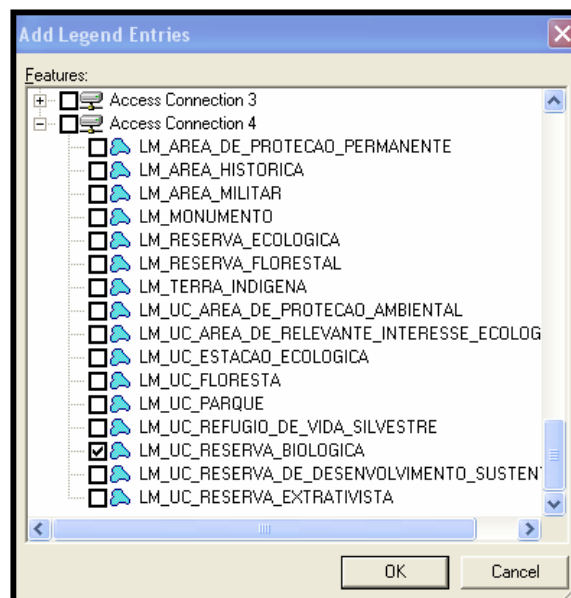 Add Legend Entries
Features:
Access Connection 3
Access Connection 4
LM_AREA_DE_PROTECAO_PERMANENTE
LM_AREA_HISTORICA
LM_AREA_MILITAR
LM_MONUMENTO
LM_RESERVA_ECOLOGICA
LM_RESERVA_FLORESTAL
LM_TERRA_INDIGENA
LM_UC_AREA_DE_PROTECAO_AMBIENTAL
LM_UC_AREA_DE_RELEVANTE_INTERESSE_ECOLOG
LM_UC_ESTACAO_ECOLOGICA
LM_UC_FLORESTA
LM_UC_PARQUE
LM_UC_REFUGIO_DE_VIDA_SILVESTRE
LM_UC_RESERVA_BIOLOGICA
LM_UC_RESERVA_DE_DESENVOLVIMENTO_SUSTEN
LM_UC_RESERVA_EXTRATIVISTA
OK Cancel